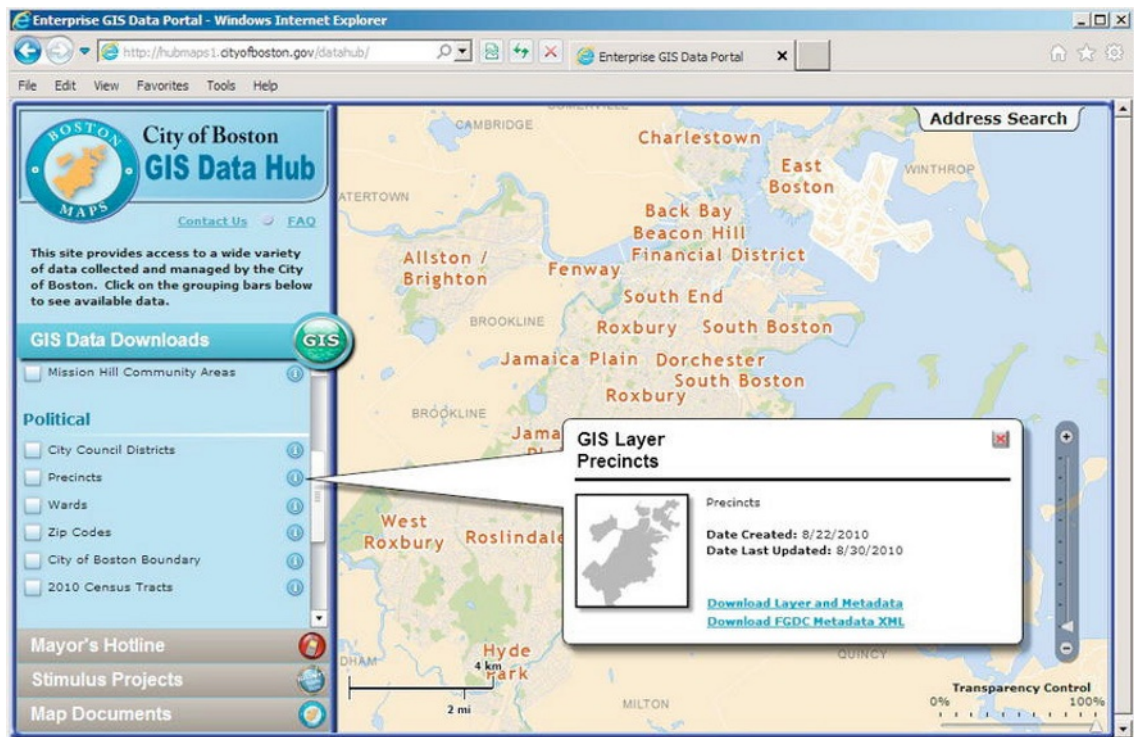 Enterprise GIS Data Portal - Windows Internet Explorer
http://hubmaps1.cityofboston.gov/datahub/
Enterprise GIS Data Portal
File Edit View Favorites Tools Help
BOSTON
MAPS
City of Boston
GIS Data Hub
Contact Us
FAQ
This site provides access to a wide variety
of data collected and managed by the City
of Boston. Click on the grouping bars below
to see available data.
GIS Data Downloads
GIS
Mission Hill Community Areas
Political
City Council Districts
Precincts
Wards
Zip Codes
City of Boston Boundary
2010 Census Tracts
Mayor's Hotline
Stimulus Projects
Map Documents
Address Search
SOMERVILLE
CAMBRIDGE
Charlestown
East
Boston
WINTHROP
ATERTOWN
Back Bay
Beacon Hill
Financial District
Allston /
Brighton
Fenway
South End
BROOKLINE
Roxbury
South Boston
Jamaica Plain
Dorchester
South Boston
Roxbury
BROOKLINE
Jama
West
Roxbury
Roslindale
GIS Layer
Precincts
Precincts
Date Created: 8/22/2010
Date Last Updated: 8/30/2010
Download Layer and Metadata
Download FGDC Metadata XML
Hyde
Park
DHAM
4 km
2 mi
MILTON
QUINCY
Transparency Control
0% 100%